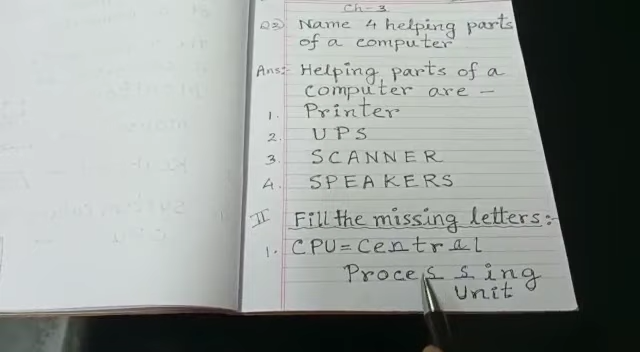 Ch-3
Q3) Name 4 helping parts
of a computer
Ans:- Helping parts of a
computer are -
1. Printer
2. UPS
3. SCANNER
4. SPEAKERS
II Fill the missing letters:-
1. CPU = Central
Processing
Unit